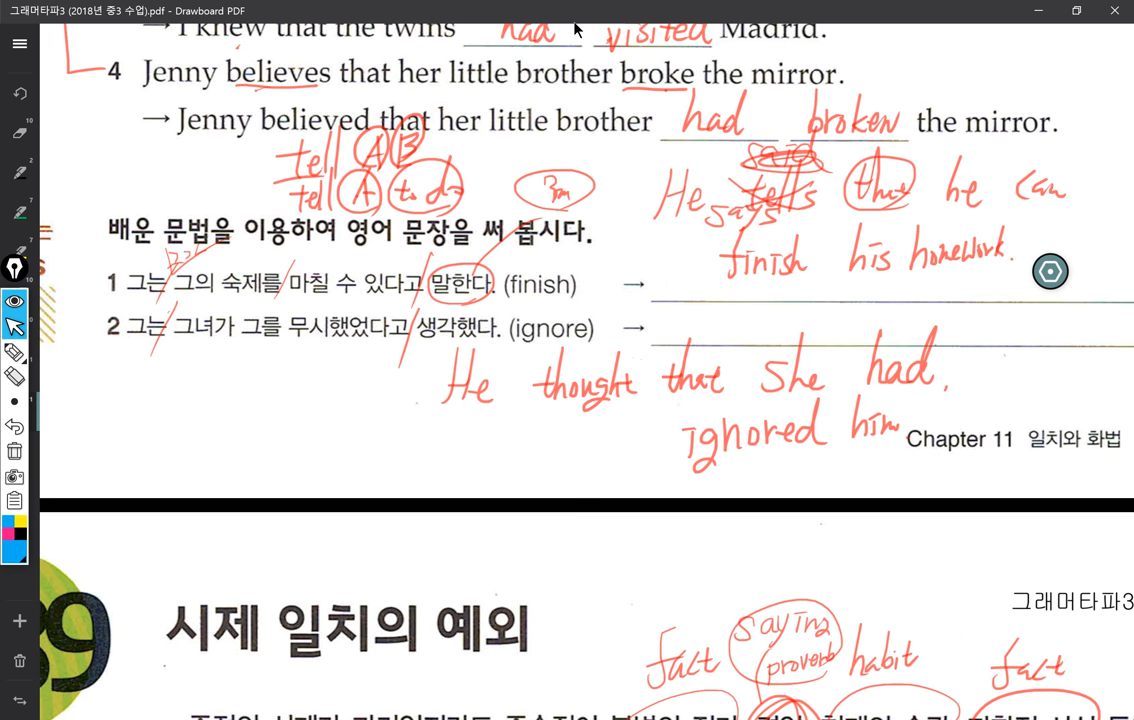 그래머타파3 (2018년 중3 수업).pdf - Drawboard PDF
→ I knew that the twins had visited Madrid.
4 Jenny believes that her little brother broke the mirror.
→ Jenny believed that her little brother had broken the mirror.
tell A B
tell A to do
He tells says that he can
finish his homework.
배운 문법을 이용하여 영어 문장을 써 봅시다.
1 그는 그의 숙제를 마칠 수 있다고 말한다. (finish) →
2 그는 그녀가 그를 무시했었다고 생각했다. (ignore) →
He thought that she had
ignored him.
Chapter 11 일치와 화법
그래머타파3
9 시제 일치의 예외
fact saying proverb habit fact